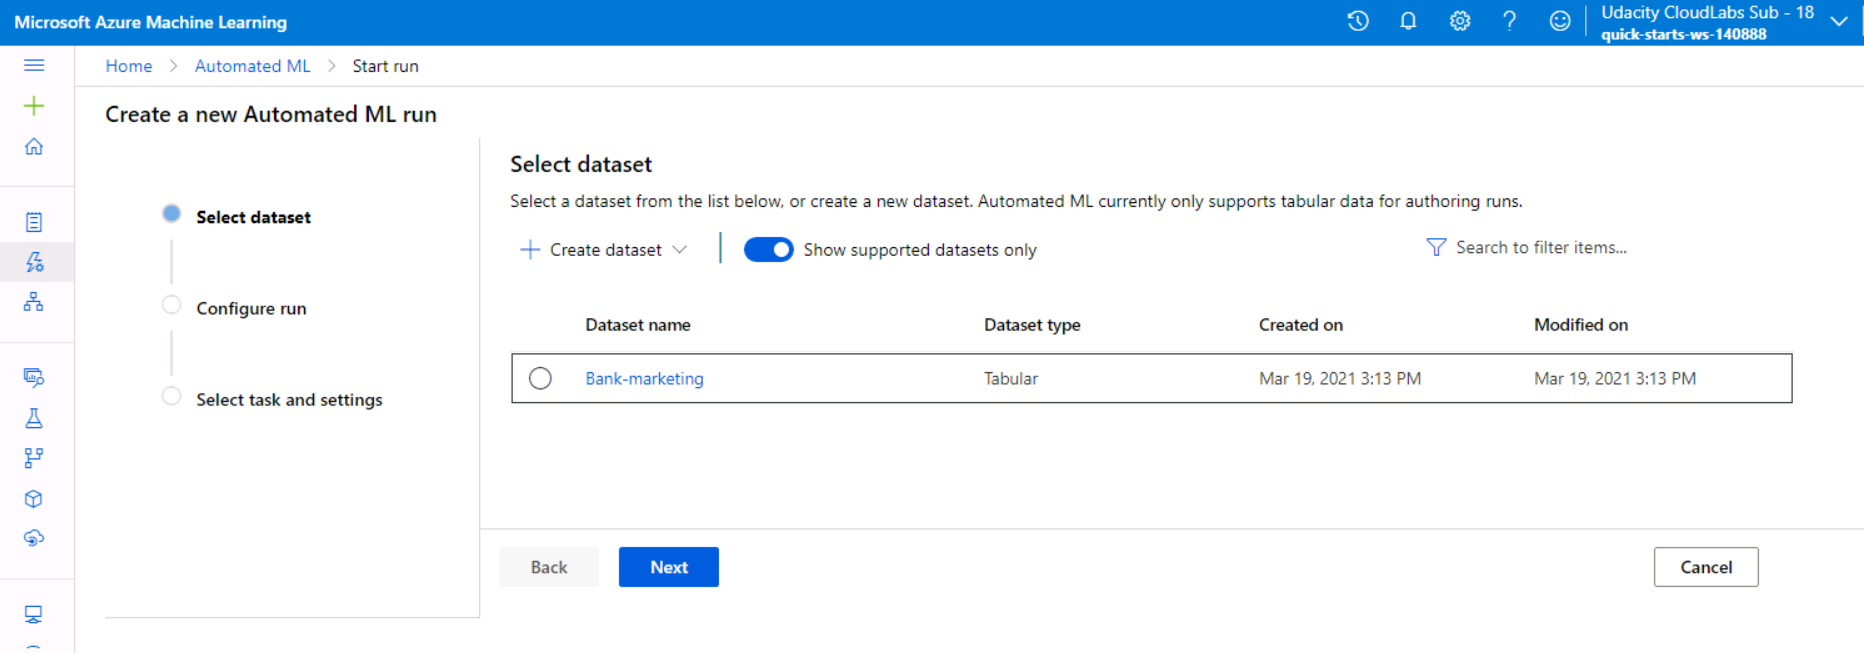 Microsoft Azure Machine Learning
Udacity CloudLabs Sub - 18
quick-starts-ws-140888
Home > Automated ML > Start run
Create a new Automated ML run
Select dataset
Configure run
Select task and settings
Select dataset
Select a dataset from the list below, or create a new dataset. Automated ML currently only supports tabular data for authoring runs.
Create dataset Show supported datasets only Search to filter items...
Dataset name Dataset type Created on Modified on
Bank-marketing Tabular Mar 19, 2021 3:13 PM Mar 19, 2021 3:13 PM
Back Next Cancel